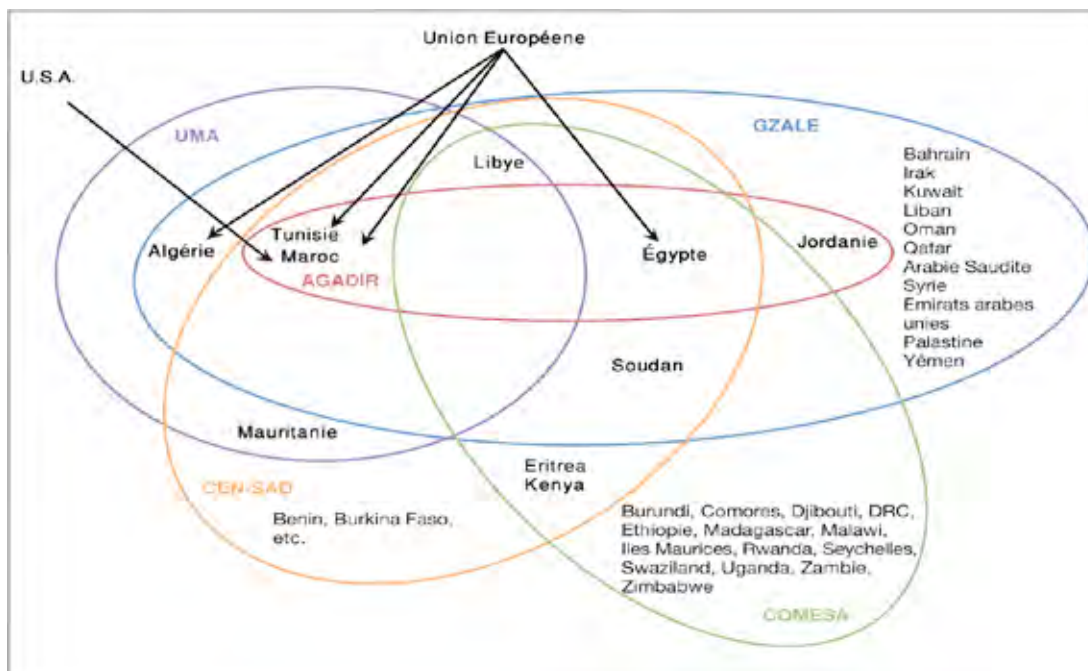 Union Européene
U.S.A.
UMA
GZALE
Libye
Bahrain
Irak
Kuwait
Liban
Oman
Qatar
Arabie Saudite
Syrie
Emirats arabes
unies
Palastine
Yémen
Algérie
Tunisie
Maroc
AGADIR
Égypte
Jordanie
Soudan
Mauritanie
CEN-SAD
Benin, Burkina Faso,
etc.
Eritrea
Kenya
Burundi, Comores, Djibouti, DRC,
Ethiopie, Madagascar, Malawi,
Iles Maurices, Rwanda, Seychelles,
Swaziland, Uganda, Zambie,
Zimbabwe
COMESA